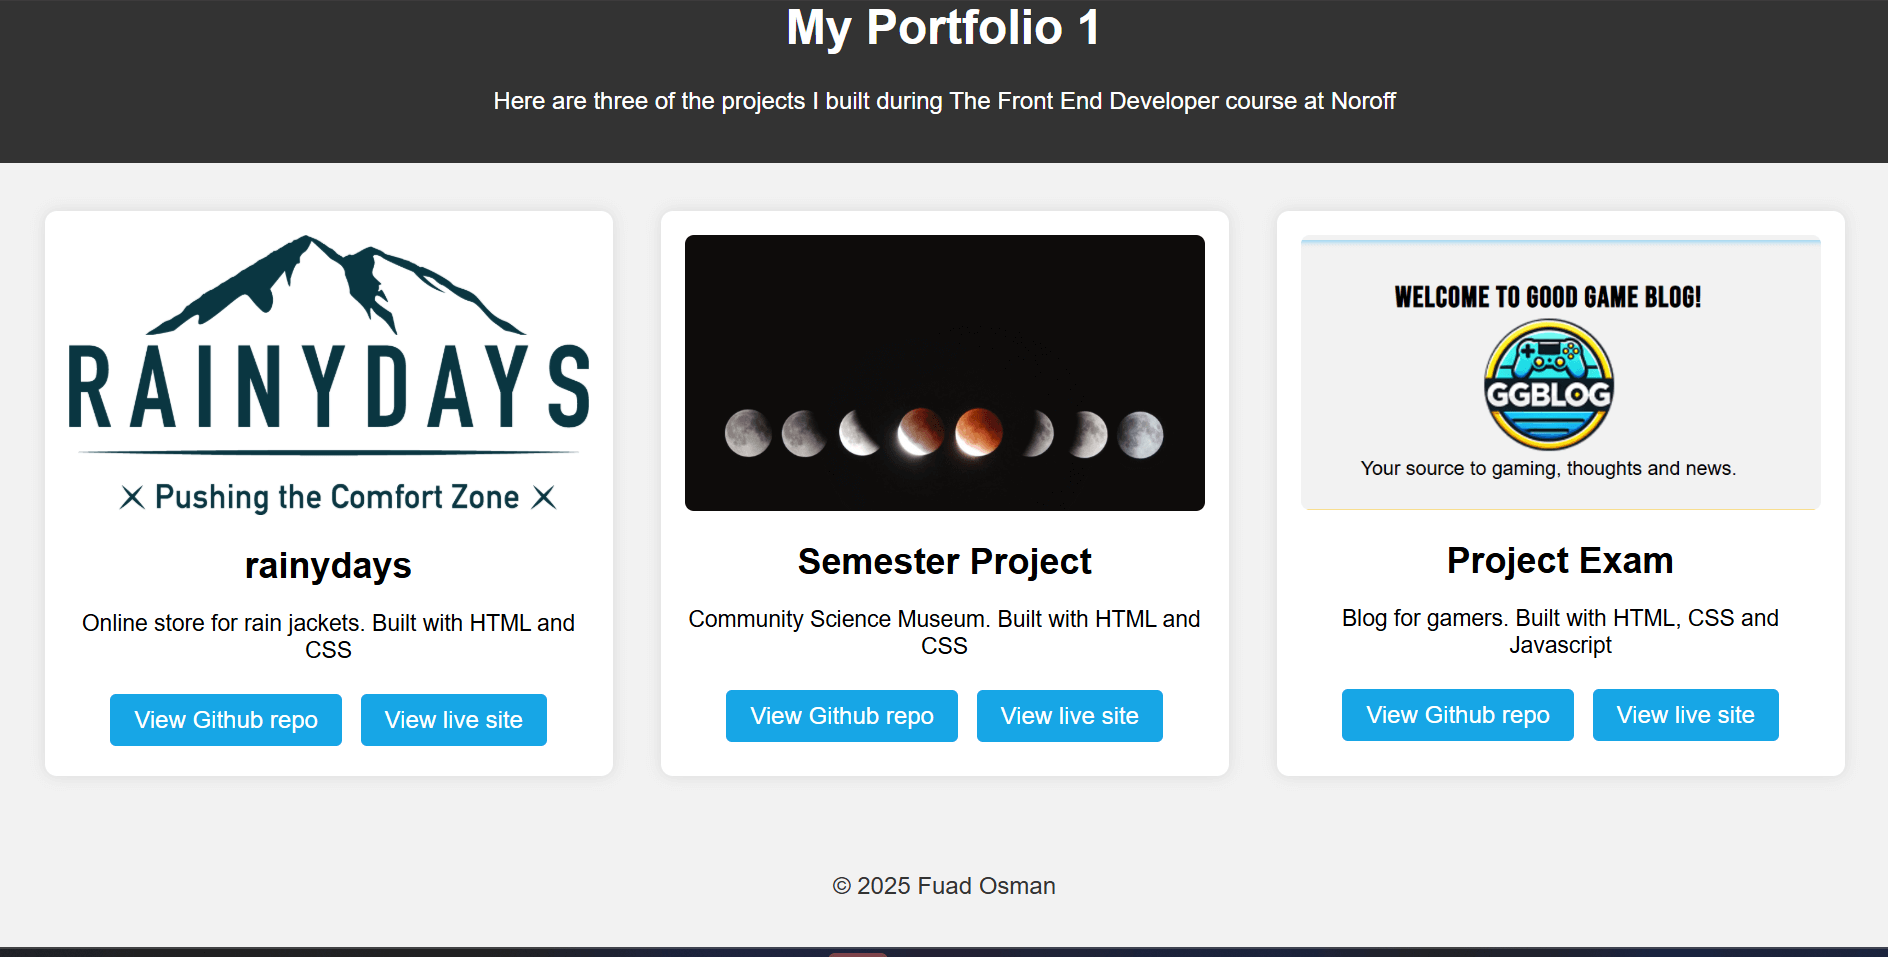 My Portfolio 1
Here are three of the projects I built during The Front End Developer course at Noroff
RAINYDAYS
Pushing the Comfort Zone
rainydays
Online store for rain jackets. Built with HTML and
CSS
View Github repo
View live site
Semester Project
Community Science Museum. Built with HTML and
CSS
View Github repo
View live site
WELCOME TO GOOD GAME BLOG!
GGBLOG
Your source to gaming, thoughts and news.
Project Exam
Blog for gamers. Built with HTML, CSS and
Javascript
View Github repo
View live site
© 2025 Fuad Osman